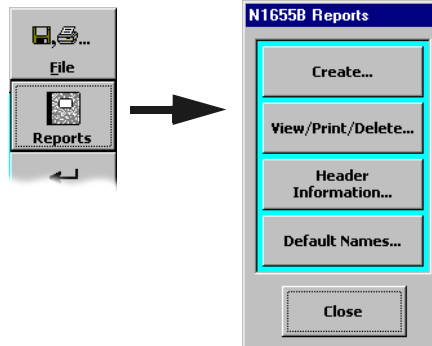 ,...
File
Reports
N1655B Reports
Create...
View/Print/Delete...
Header
Information...
Default Names...
Close